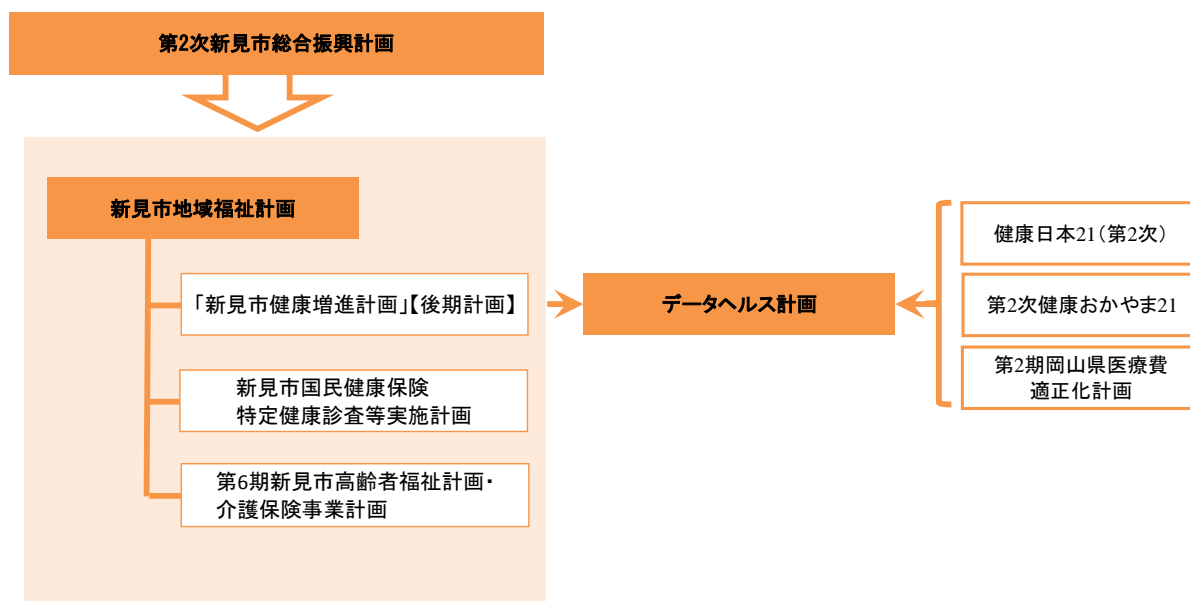 第2次新見市総合振興計画
新見市地域福祉計画
「新見市健康増進計画」【後期計画】
新見市国民健康保険
特定健康診査等実施計画
第6期新見市高齢者福祉計画・
介護保険事業計画
データヘルス計画
健康日本21(第2次)
第2次健康おかやま21
第2期岡山県医療費
適正化計画